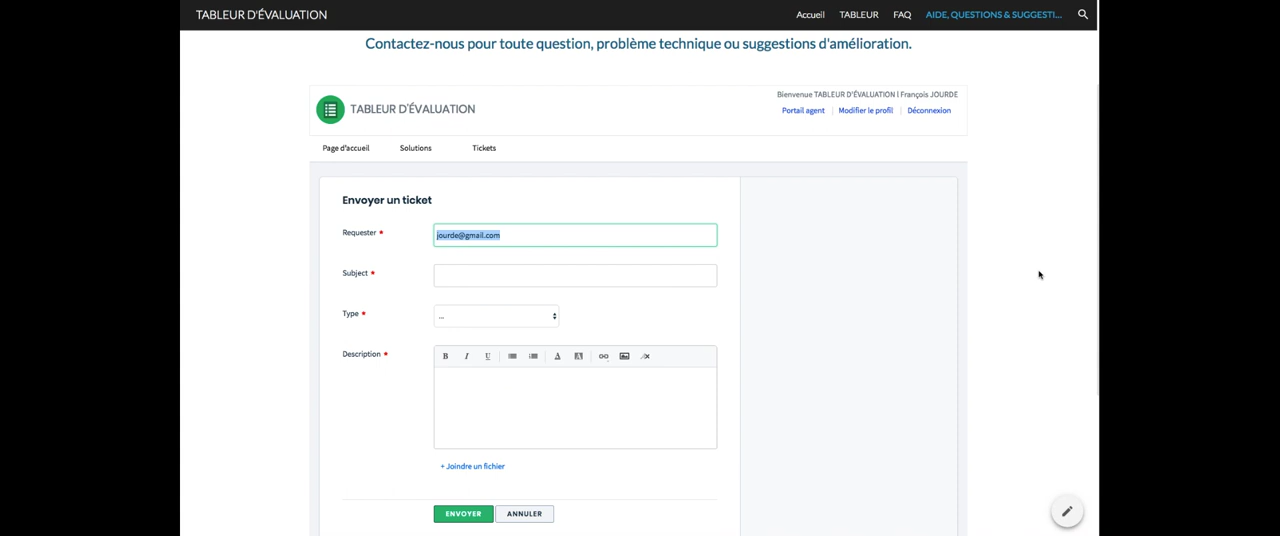 TABLEUR D'ÉVALUATION Accueil TABLEUR FAQ AIDE, QUESTIONS & SUGGESTI...
Contactez-nous pour toute question, problème technique ou suggestions d'amélioration.
Bienvenue TABLEUR D'ÉVALUATION | François JOURDE
TABLEUR D'ÉVALUATION
Portail agent | Modifier le profil | Déconnexion
Page d'accueil Solutions Tickets
Envoyer un ticket
Requester * jourde@gmail.com
Subject *
Type * ...
Description *
B I U A A
+ Joindre un fichier
ENVOYER ANNULER